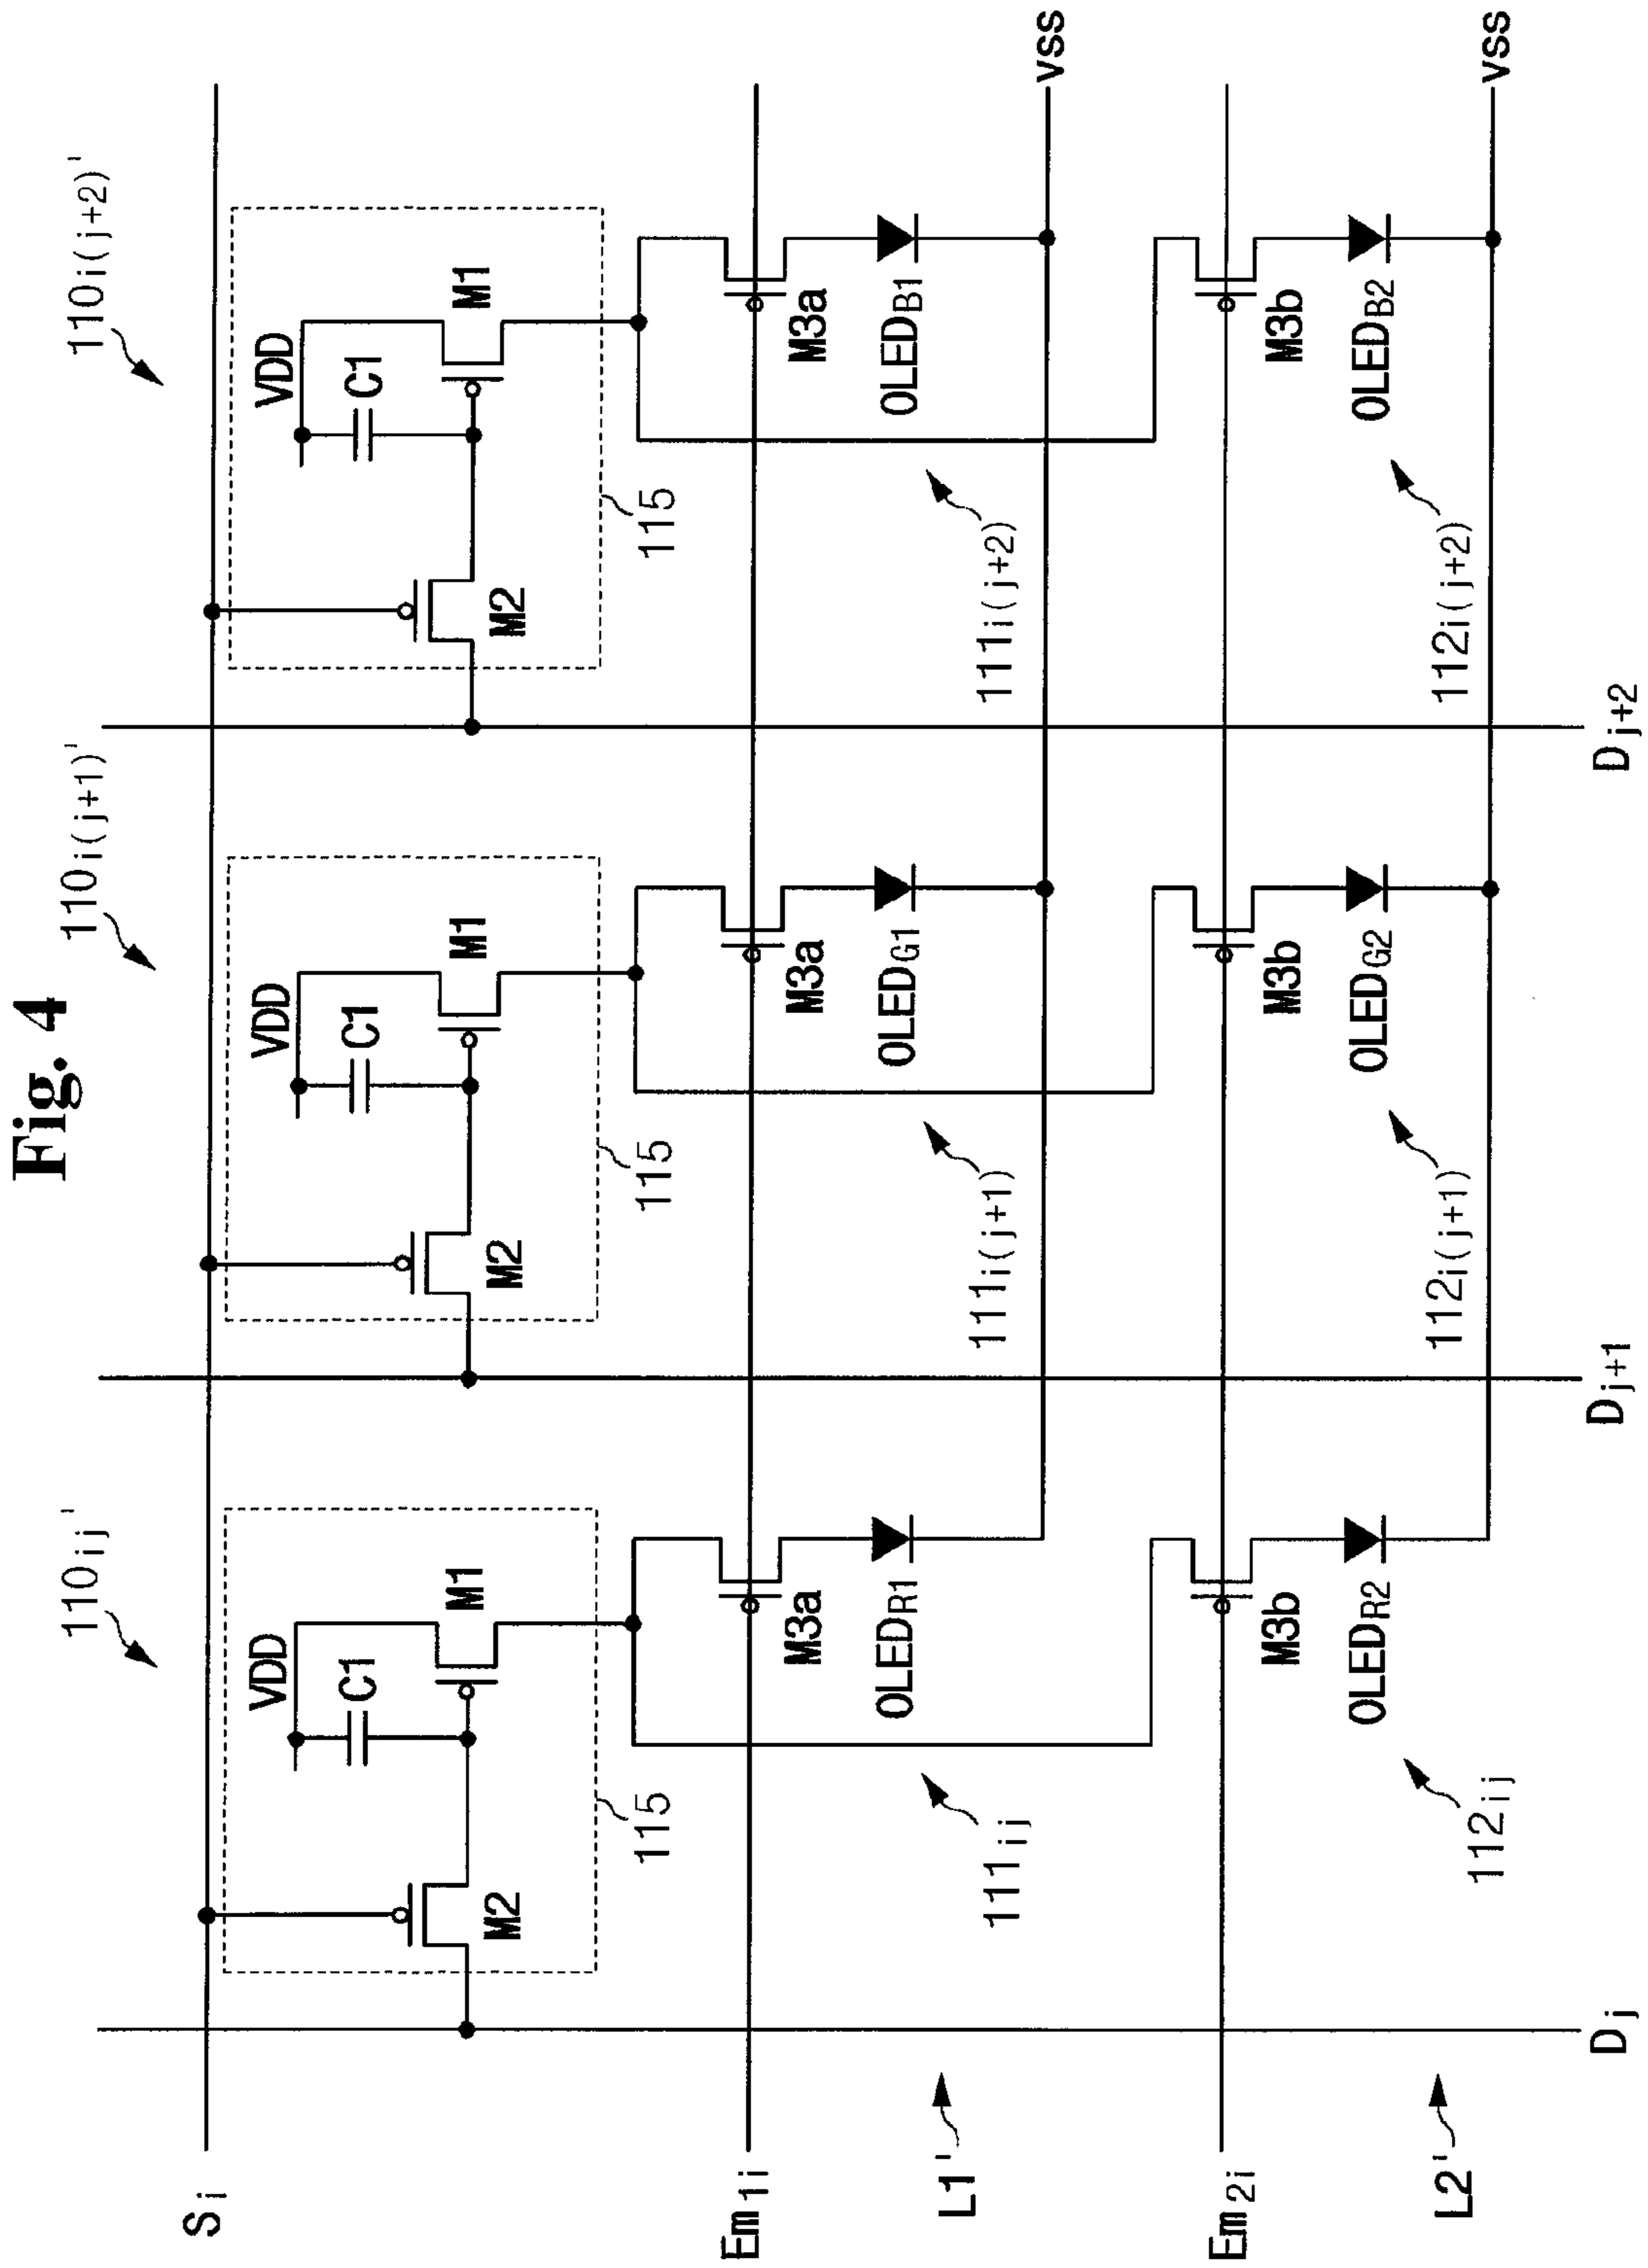 Fig. 4
110ij'
110i(j+1)'
110i(j+2)'
Si
VDD
C1
M1
M2
115
VDD
C1
M1
M2
115
VDD
C1
M1
M2
115
Em1i
M3a
M3a
M3a
OLEDR1
OLEDG1
OLEDB1
L1'
111ij
111i(j+1)
111i(j+2)
VSS
Em2i
M3b
M3b
M3b
OLEDR2
OLEDG2
OLEDB2
L2'
112ij
112i(j+1)
112i(j+2)
VSS
Dj
Dj+1
Dj+2